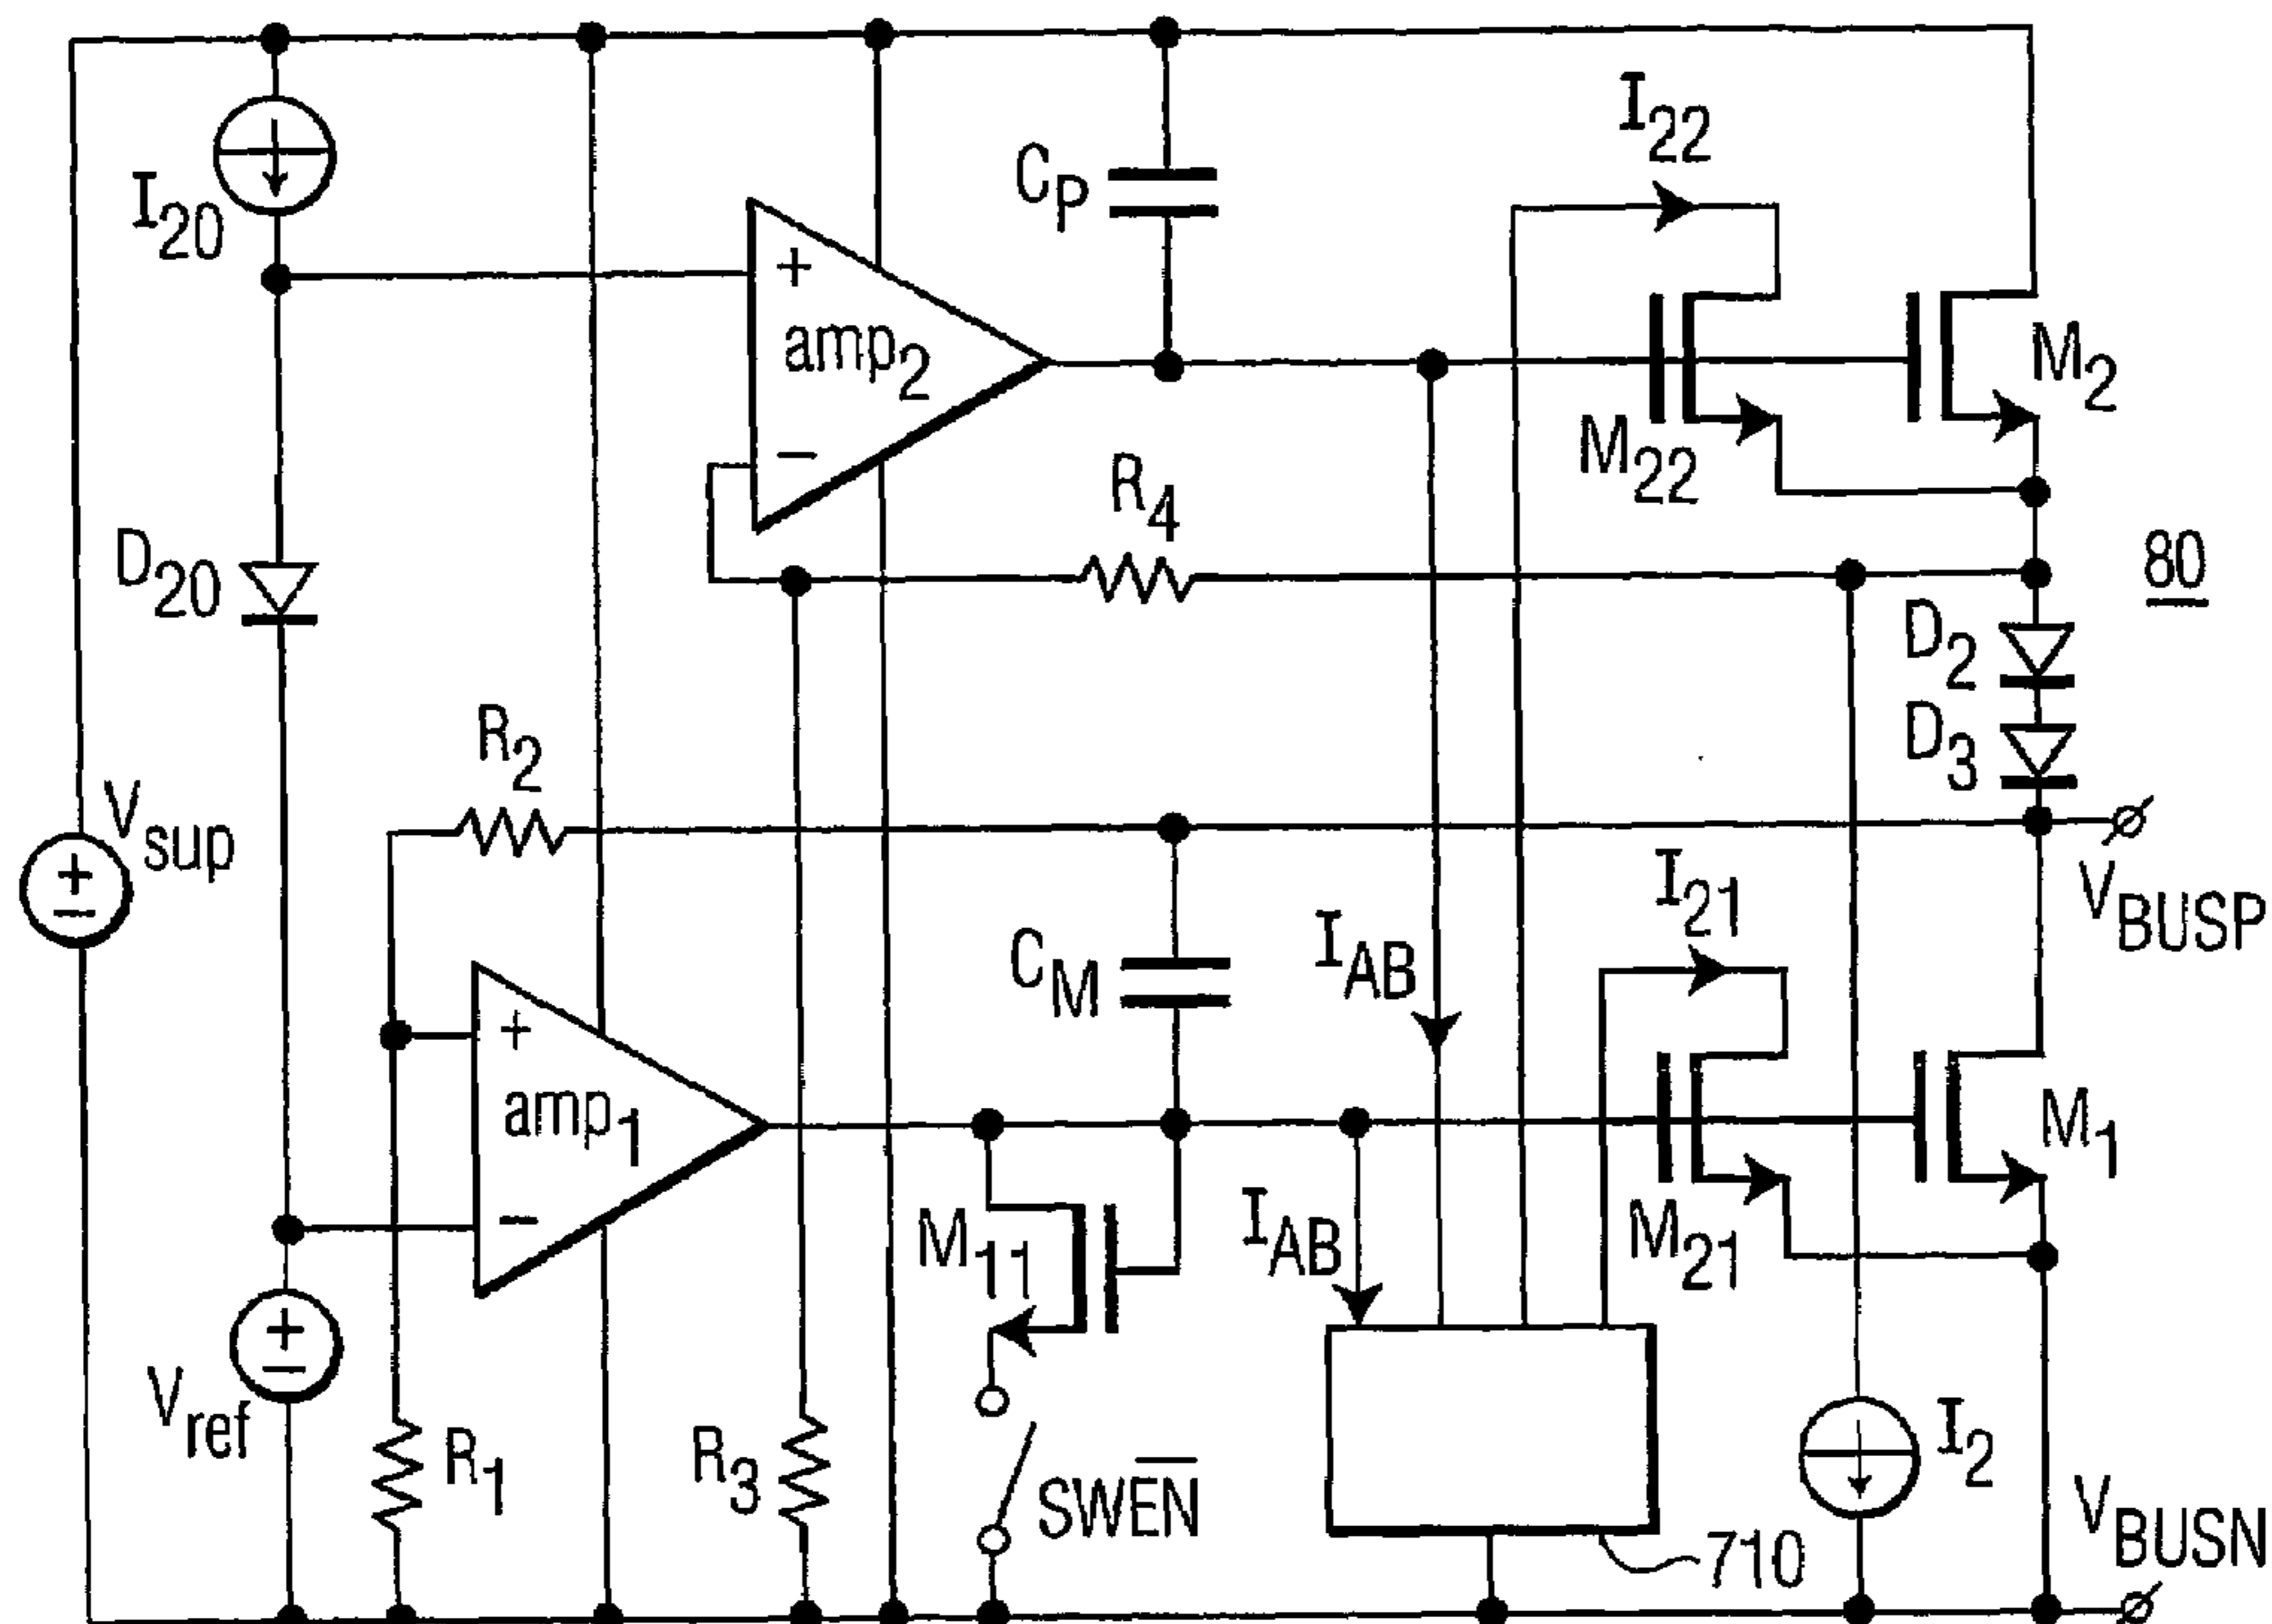 I22
CP
I20
+
amp2
M2
−
M22
R4
80
D20
D2
R2
D3
Vsup
+
−
VBUSP
I21
IAB
CM
+
amp1
M1
−
M11
IAB
M21
+
−
Vref
R1
R3
SWE̅N̅
I2
VBUSN
710